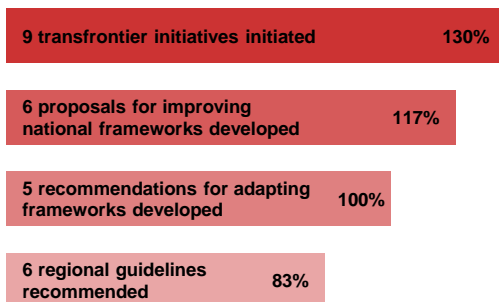 9 transfrontier initiatives initiated 130%
6 proposals for improving
national frameworks developed 117%
5 recommendations for adapting
frameworks developed 100%
6 regional guidelines
recommended 83%